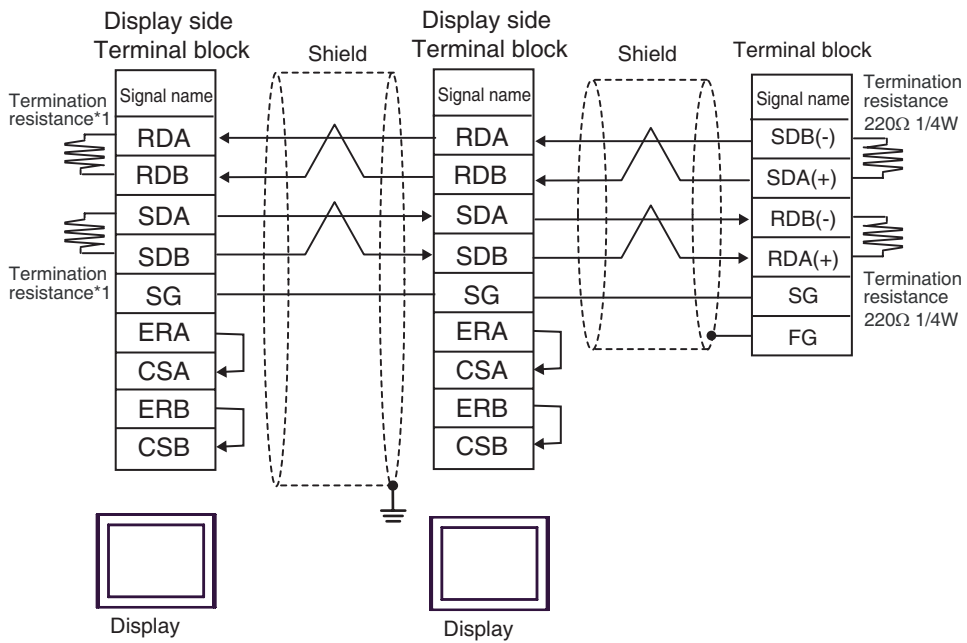 Display side
Terminal block
Shield
Display side
Terminal block
Shield
Terminal block
Termination
resistance*1
Termination
resistance*1
Signal name
RDA
RDB
SDA
SDB
SG
ERA
CSA
ERB
CSB
Signal name
RDA
RDB
SDA
SDB
SG
ERA
CSA
ERB
CSB
Signal name
SDB(-)
SDA(+)
RDB(-)
RDA(+)
SG
FG
Termination
resistance
220Ω 1/4W
Termination
resistance
220Ω 1/4W
Display
Display